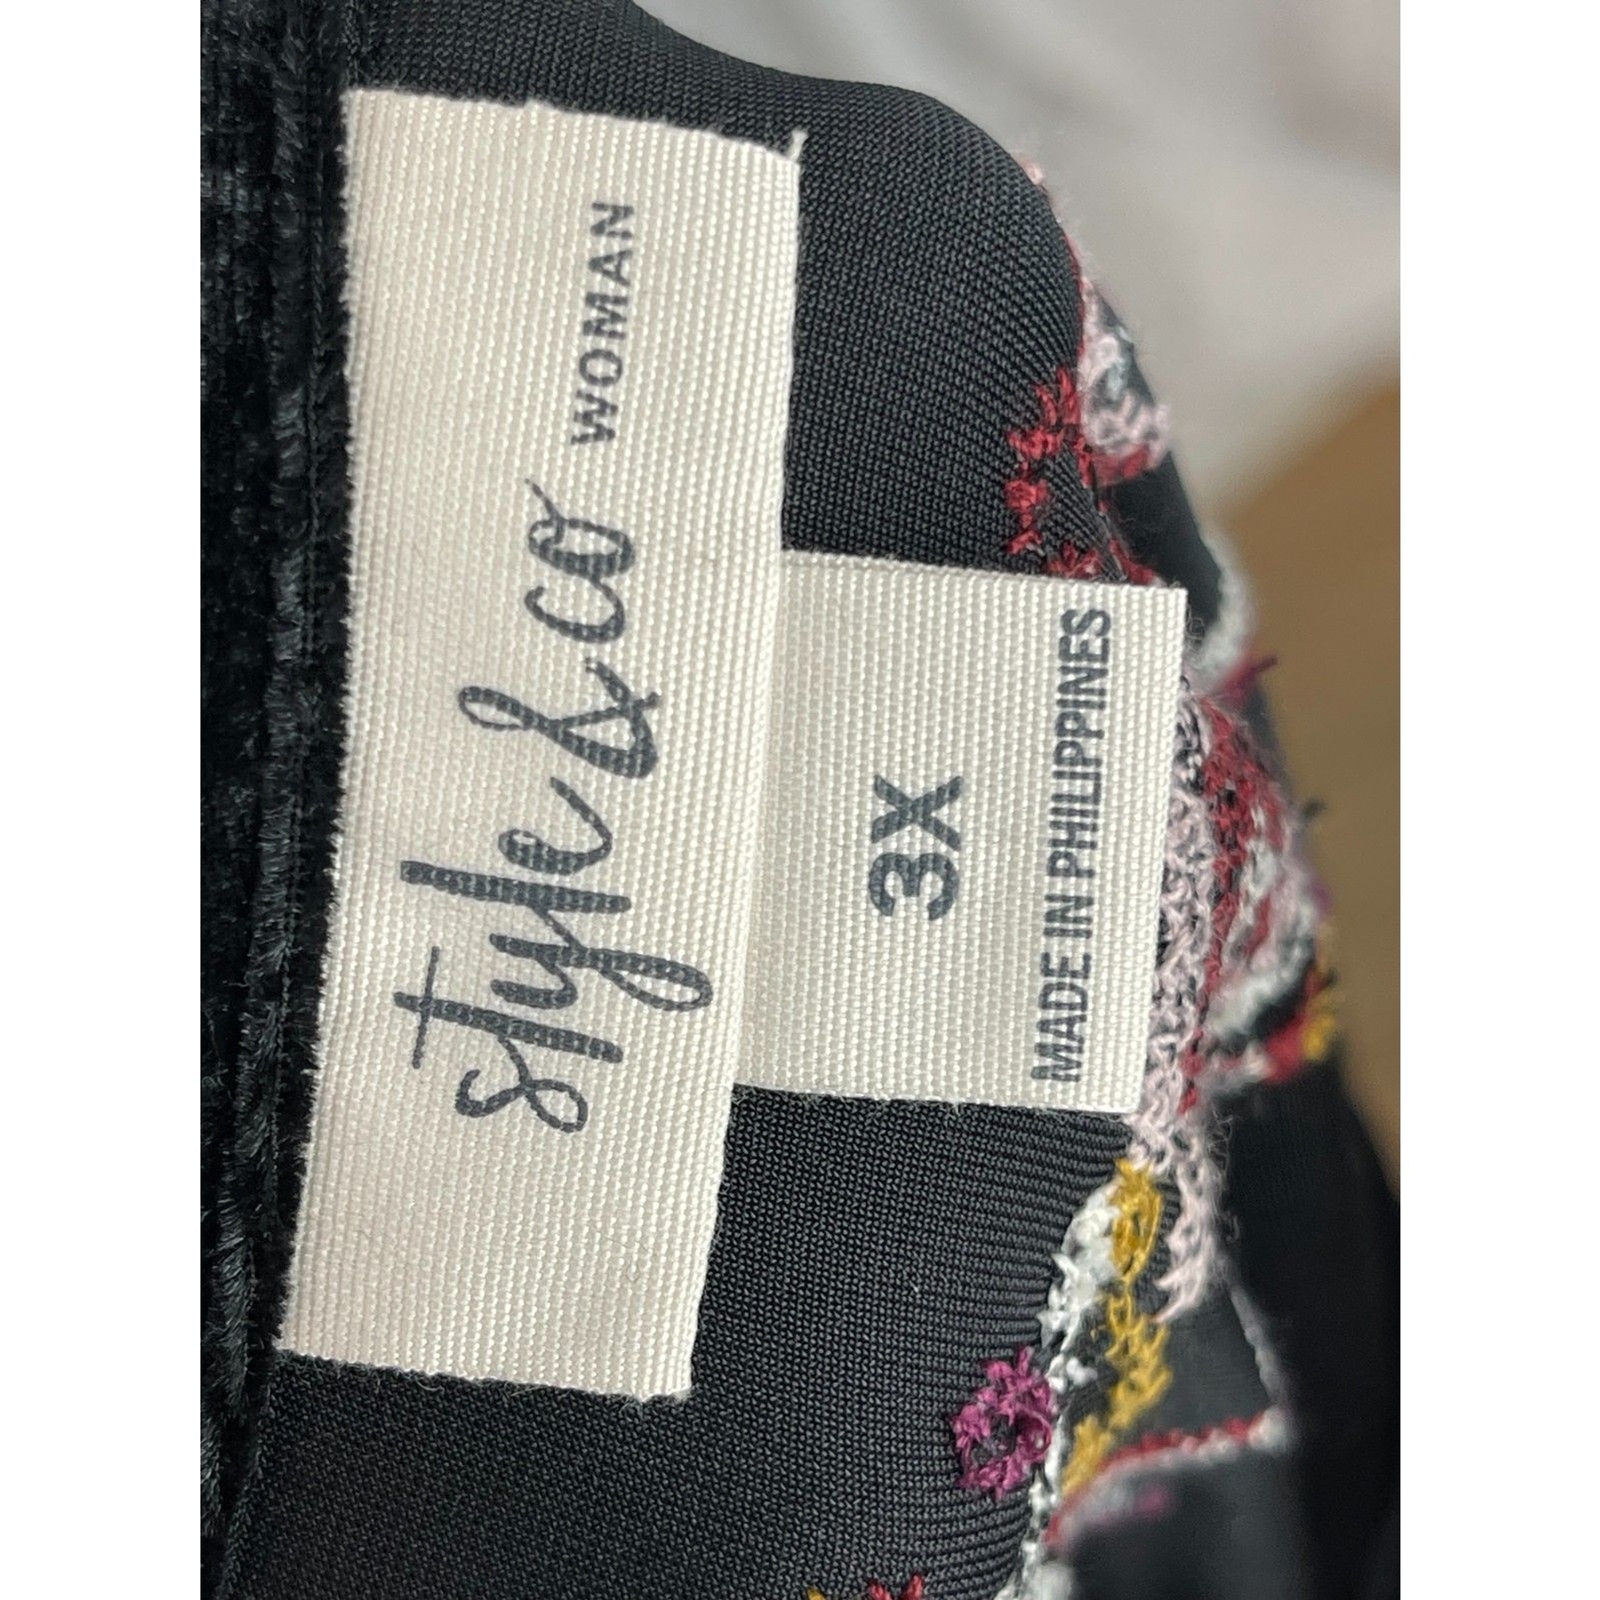 style&co WOMAN
3X
MADE IN PHILIPPINES